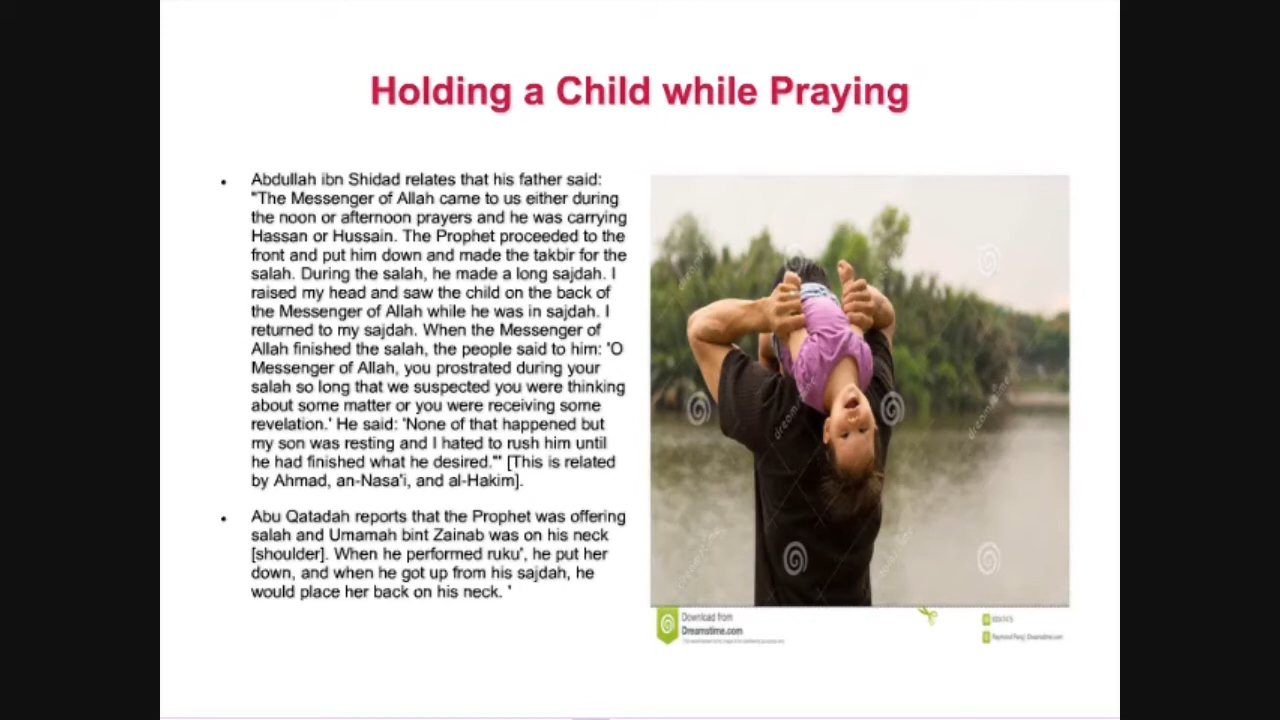 Holding a Child while Praying
• Abdullah ibn Shidad relates that his father said:
"The Messenger of Allah came to us either during
the noon or afternoon prayers and he was carrying
Hassan or Hussain. The Prophet proceeded to the
front and put him down and made the takbir for the
salah. During the salah, he made a long sajdah. I
raised my head and saw the child on the back of
the Messenger of Allah while he was in sajdah. I
returned to my sajdah. When the Messenger of
Allah finished the salah, the people said to him: 'O
Messenger of Allah, you prostrated during your
salah so long that we suspected you were thinking
about some matter or you were receiving some
revelation.' He said: 'None of that happened but
my son was resting and I hated to rush him until
he had finished what he desired.'" [This is related
by Ahmad, an-Nasa'i, and al-Hakim].
• Abu Qatadah reports that the Prophet was offering
salah and Umamah bint Zainab was on his neck
[shoulder]. When he performed ruku', he put her
down, and when he got up from his sajdah, he
would place her back on his neck. '
Download from
Dreamstime.com